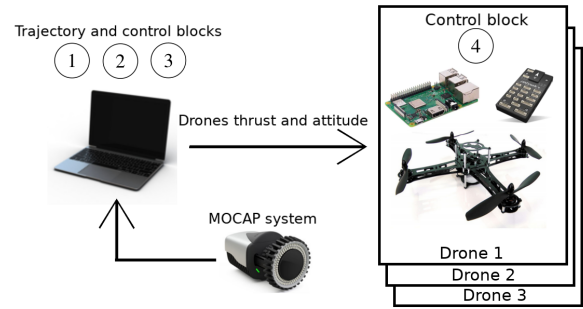 Trajectory and control blocks
1 2 3
Drones thrust and attitude
MOCAP system
Control block
4
Drone 1
Drone 2
Drone 3